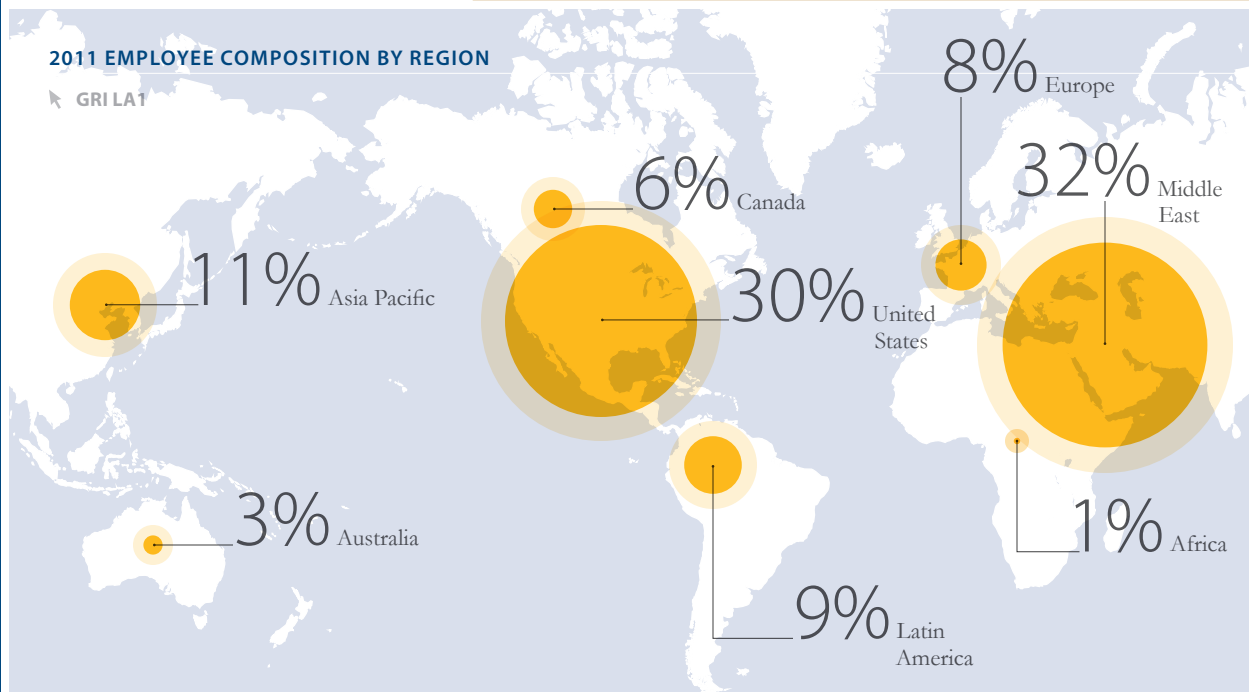 2011 EMPLOYEE COMPOSITION BY REGION
GRI LA1
8% Europe
6% Canada
32% Middle
East
11% Asia Pacific
30% United
States
3% Australia
1% Africa
9% Latin
America